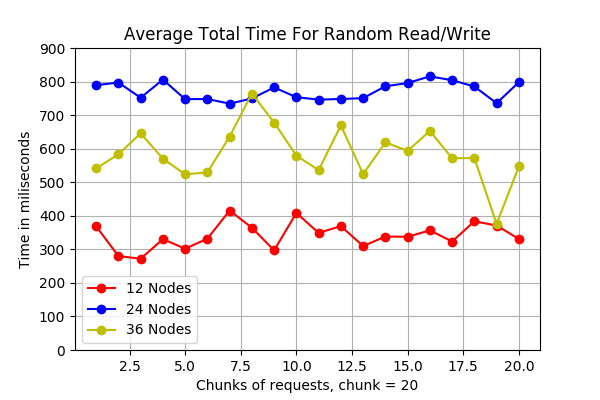 Average Total Time For Random Read/Write
900
800
700
600
500
400
300
200
100
0
Time in miliseconds
12 Nodes
24 Nodes
36 Nodes
2.5 5.0 7.5 10.0 12.5 15.0 17.5 20.0
Chunks of requests, chunk = 20